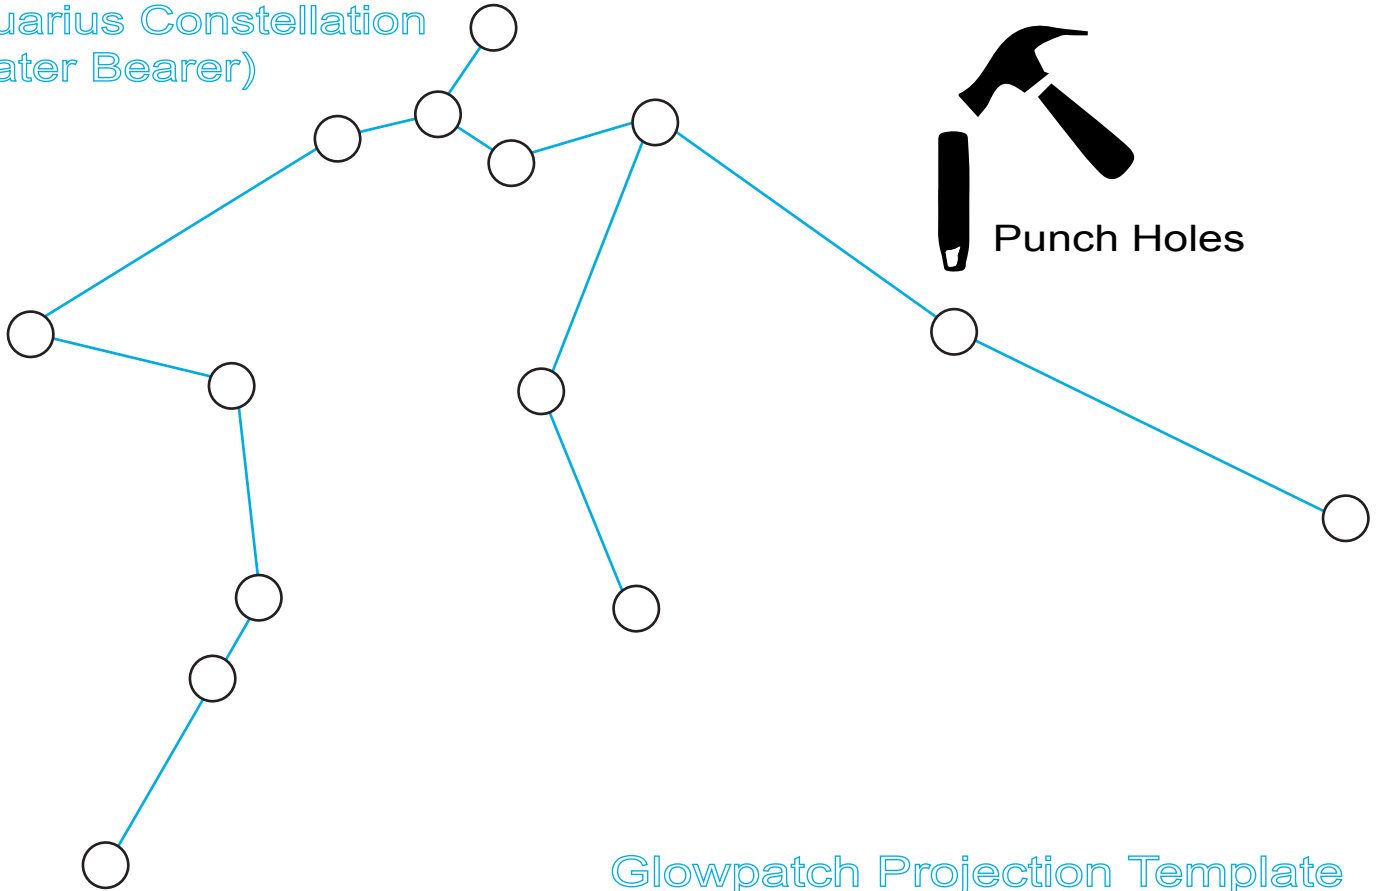 uarius Constellation
ater Bearer)
Punch Holes
Glowpatch Projection Template